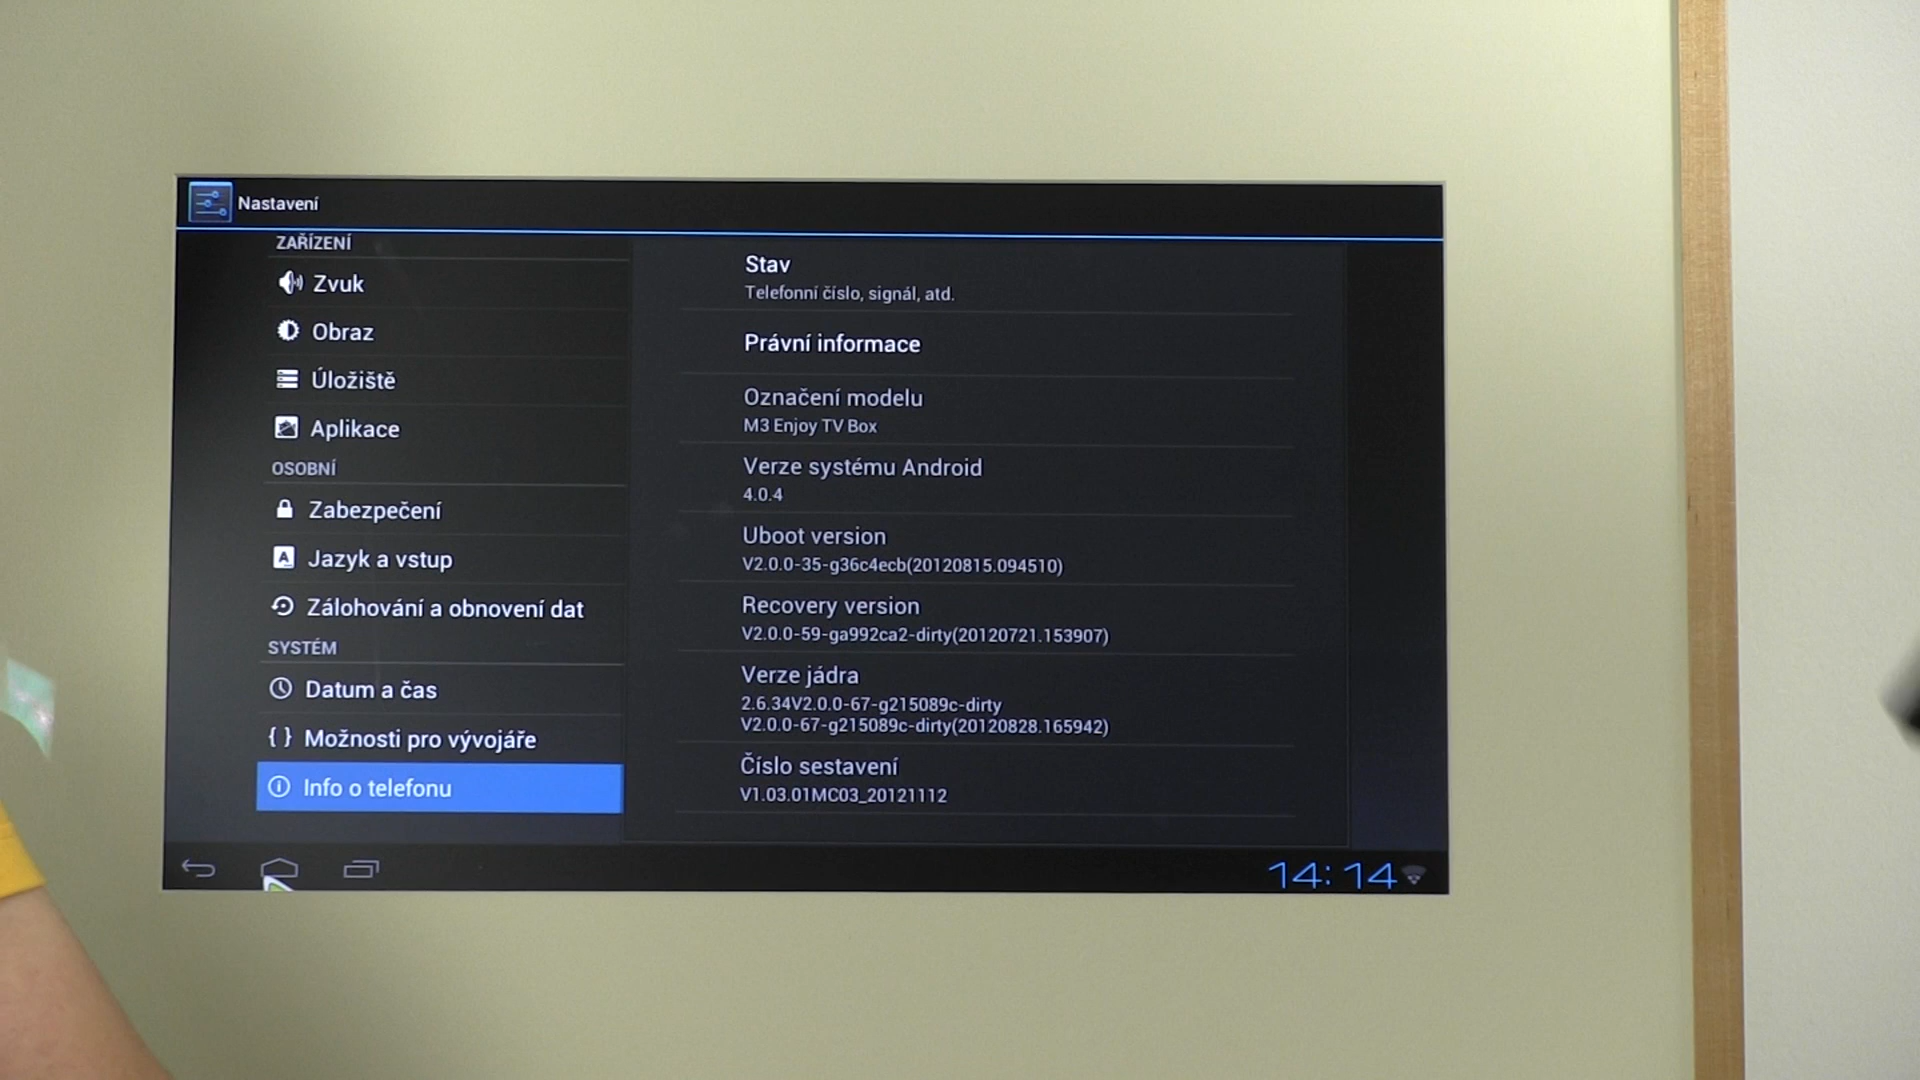 Nastavení
ZAŘÍZENÍ
Zvuk
Obraz
Úložiště
Aplikace
OSOBNÍ
Zabezpečení
Jazyk a vstup
Zálohování a obnovení dat
SYSTÉM
Datum a čas
{ } Možnosti pro vývojáře
Info o telefonu
Stav
Telefonní číslo, signál, atd.
Právní informace
Označení modelu
M3 Enjoy TV Box
Verze systému Android
4.0.4
Uboot version
V2.0.0-35-g36c4ecb(20120815.094510)
Recovery version
V2.0.0-59-ga992ca2-dirty(20120721.153907)
Verze jádra
2.6.34V2.0.0-67-g215089c-dirty
V2.0.0-67-g215089c-dirty(20120828.165942)
Číslo sestavení
V1.03.01MC03_20121112
14:14